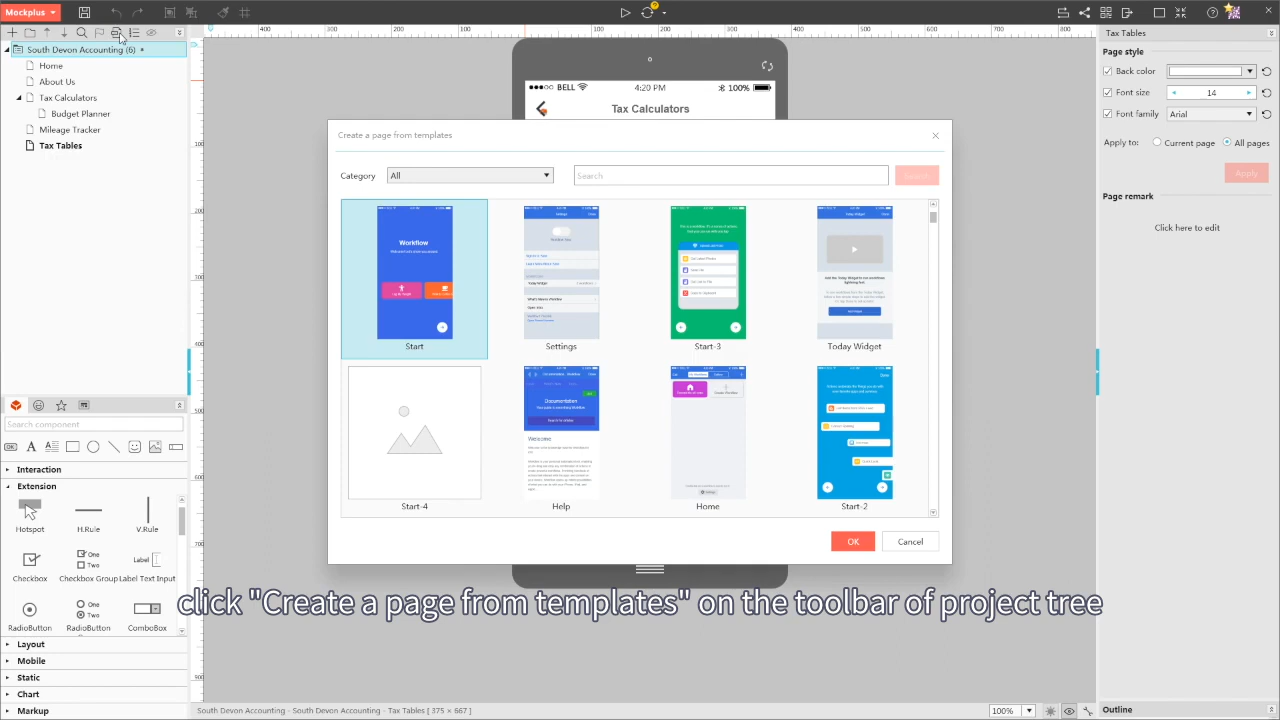 Mockplus
South Devon Accounting (6)
Home
About Us
Tax Calculators
Budget Planner
Mileage Tracker
Tax Tables
Search component
Interaction
Extension
Hotspot
H.Rule
V.Rule
One
Two
Label
Checkbox
Checkbox Group
Label Text Input
One
Two
RadioButton
RadioButton
ComboBox
Layout
Mobile
Static
Chart
Markup
BELL
4:20 PM
100%
Tax Calculators
Create a page from templates
Category
All
Search
Workflow
Start
Settings
Start-3
Today Widget
Start-4
Documentation
Welcome
Help
Home
Start-2
OK
Cancel
click "Create a page from templates" on the toolbar of project tree
South Devon Accounting - South Devon Accounting - Tax Tables [ 375 × 667 ]
100%
Tax Tables
Page style
Back color
Font size
14
Font family
Arial
Apply to:
Current page
All pages
Apply
Page remark
Click here to edit
Outline